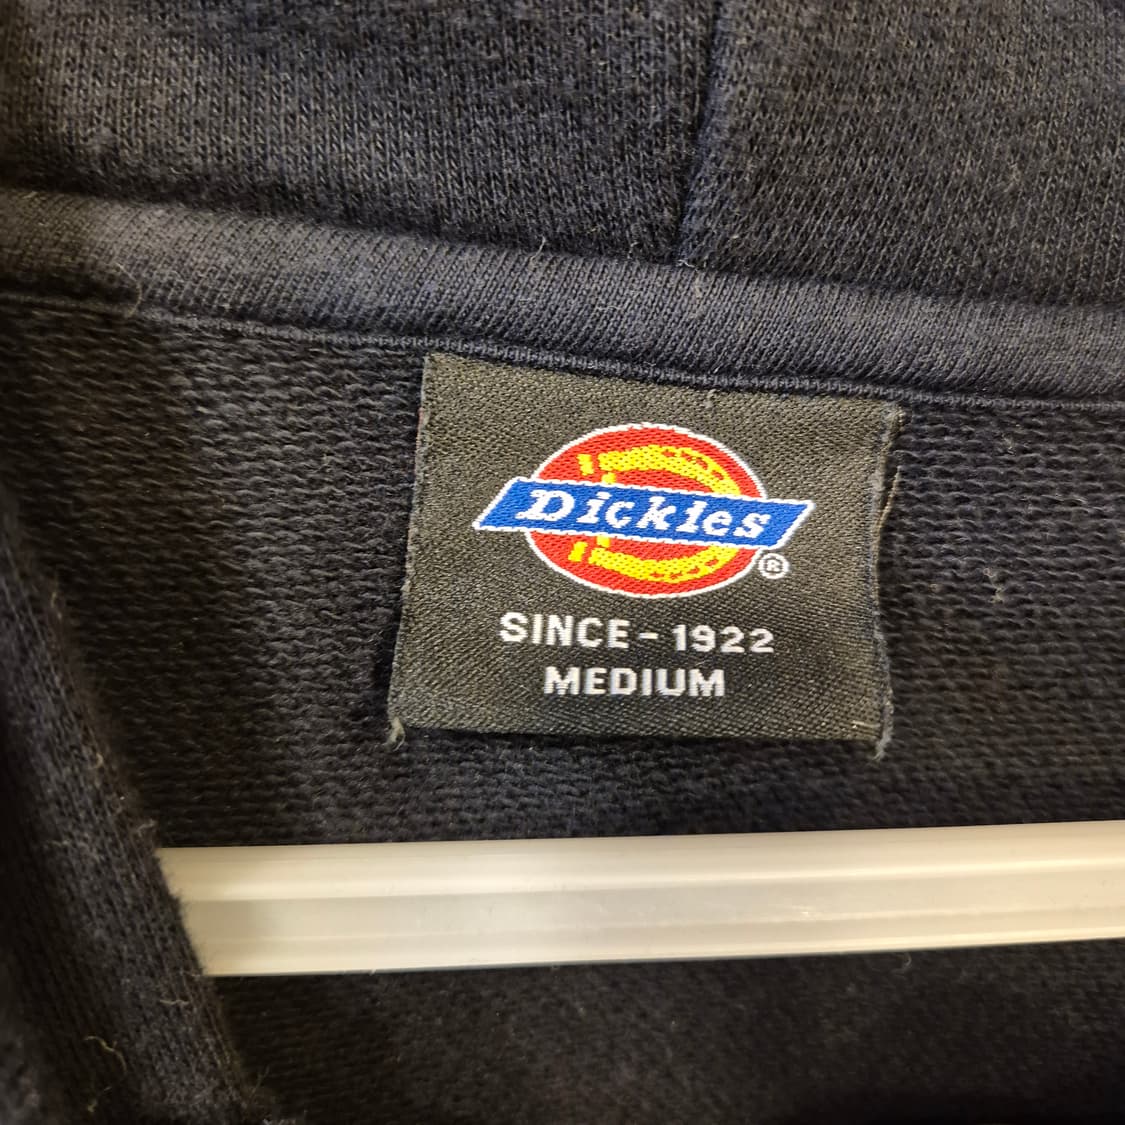 Dickies
®
SINCE - 1922
MEDIUM